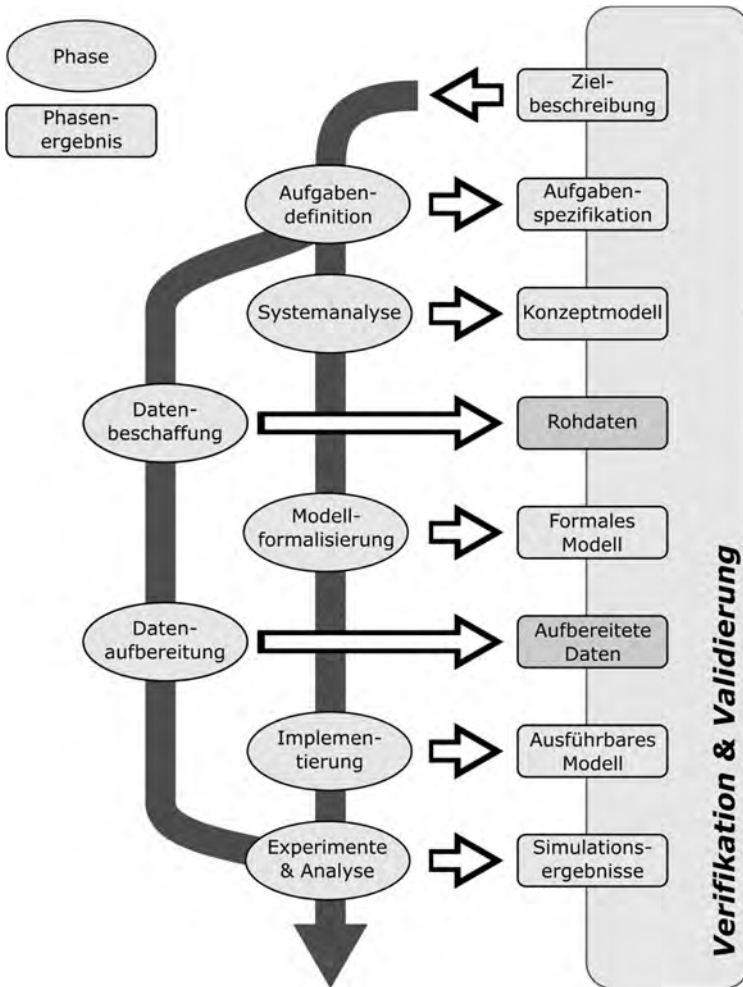 Phase
Phasen-
ergebnis
Ziel-
beschreibung
Aufgaben-
definition
Aufgaben-
spezifikation
Systemanalyse
Konzeptmodell
Daten-
beschaffung
Rohdaten
Modell-
formalisierung
Formales
Modell
Daten-
aufbereitung
Aufbereitete
Daten
Implemen-
tierung
Ausführbares
Modell
Experimente
& Analyse
Simulations-
ergebnisse
Verifikation & Validierung